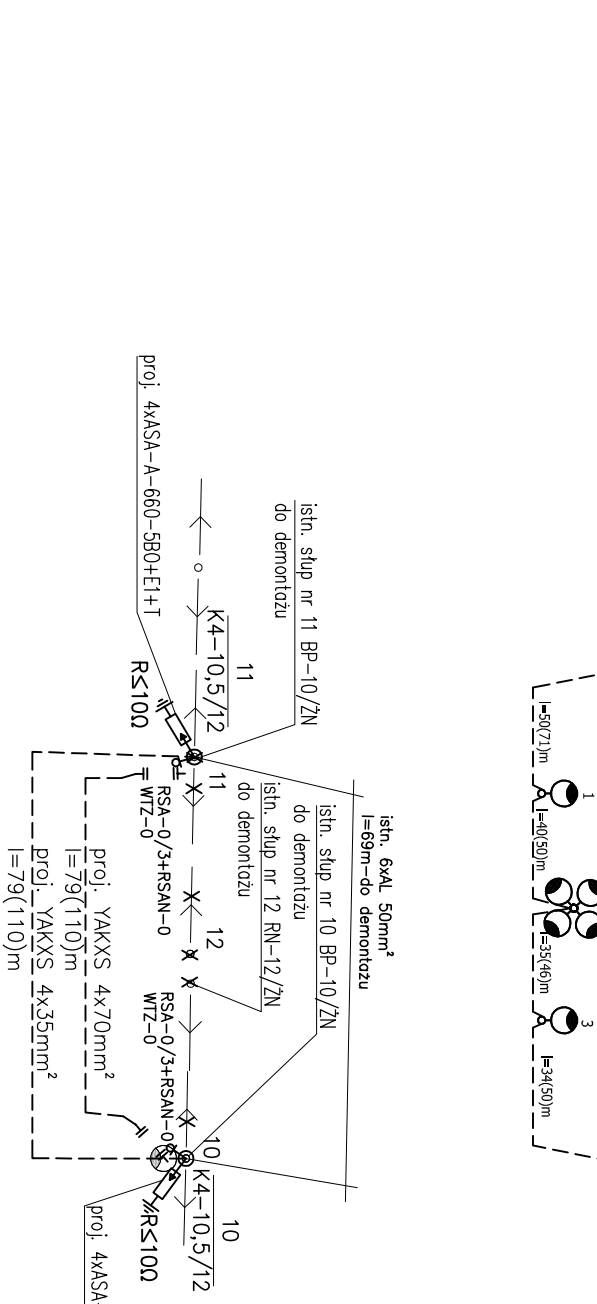 proj. 4xASA-A-660-5BO+E1+T
istn. słup nr 11 BP-10/ŻN
do demontażu
11
K4-10,5/12
R≤10Ω
11
istn. 6xAL 50mm²
l=69m-do demontażu
istn. słup nr 10 BP-10/ŻN
do demontażu
istn. słup nr 12 RN-12/ŻN
do demontażu
12
RSA-0/3+RSAN-0
WTZ-0
RSA-0/3+RSAN-0
WTZ-0
proj. YAKXS 4x70mm²
l=79(110)m
proj. YAKXS 4x35mm²
l=79(110)m
10
10
K4-10,5/12
R≤10Ω
proj. 4xASA-
l=50(71)m
1
l=40(50)m
l=35(46)m
3
l=34(50)m